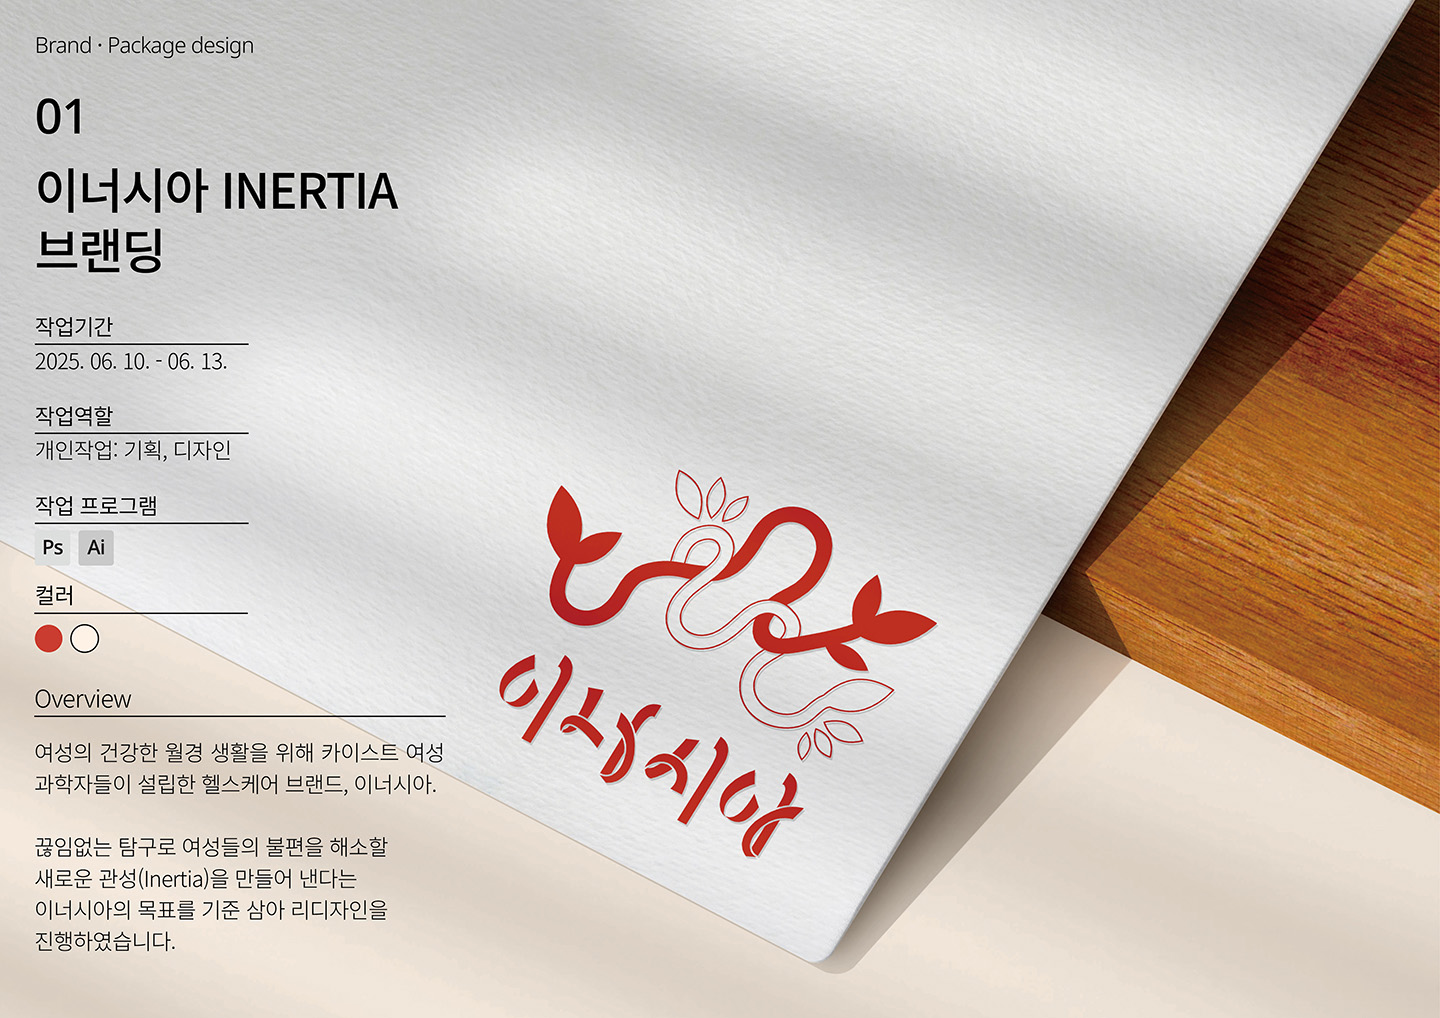 Brand · Package design
01
이너시아 INERTIA
브랜딩
작업기간
2025. 06. 10. - 06. 13.
작업역할
개인작업: 기획, 디자인
작업 프로그램
Ps Ai
컬러
Overview
여성의 건강한 월경 생활을 위해 카이스트 여성
과학자들이 설립한 헬스케어 브랜드, 이너시아.
끊임없는 탐구로 여성들의 불편을 해소할
새로운 관성(Inertia)을 만들어 낸다는
이너시아의 목표를 기준 삼아 리디자인을
진행하였습니다.
이너시아